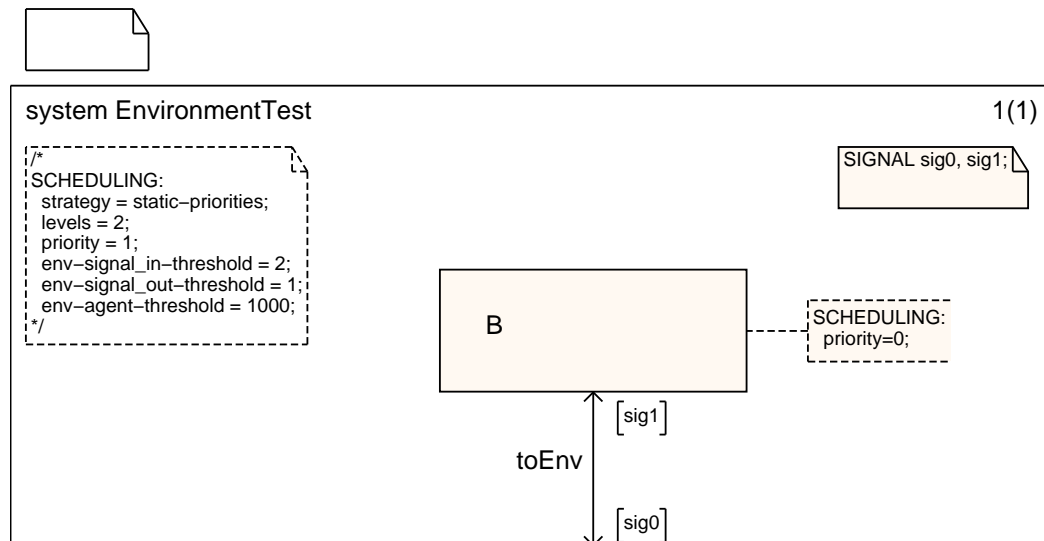 system EnvironmentTest
1(1)
/*
SCHEDULING:
strategy = static−priorities;
levels = 2;
priority = 1;
env−signal_in−threshold = 2;
env−signal_out−threshold = 1;
env−agent−threshold = 1000;
*/
SIGNAL sig0, sig1;
B
SCHEDULING:
priority=0;
[sig1]
toEnv
[sig0]